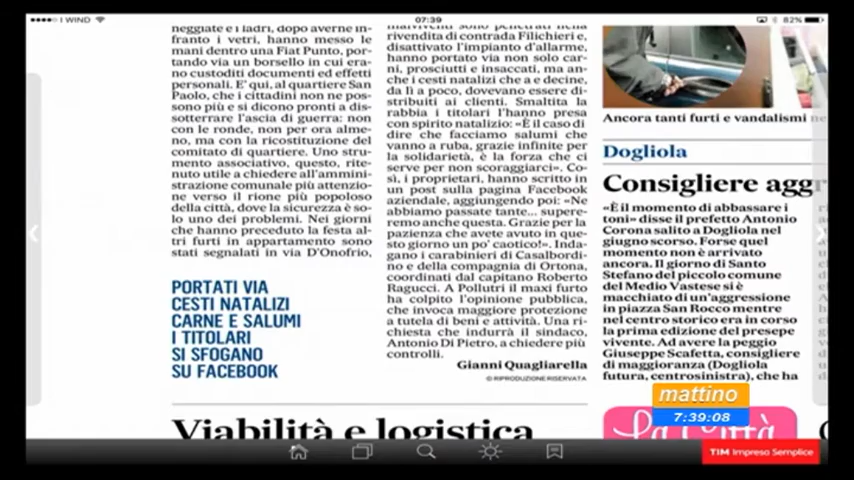 I WIND
07:39
82%
neggiate e i ladri, dopo averne in-
franto i vetri, hanno messo le
mani dentro una Fiat Punto, por-
tando via un borsello in cui era-
no custoditi documenti ed effetti
personali. E' qui, al quartiere San
Paolo, che i cittadini non ne pos-
sono più e si dicono pronti a dis-
sotterrare l'ascia di guerra: non
con le ronde, non per ora alme-
no, ma con la ricostituzione del
comitato di quartiere. Uno stru-
mento associativo, questo, rite-
nuto utile a chiedere all'ammini-
strazione comunale più attenzio-
ne verso il rione più popoloso
della città, dove la sicurezza è so-
lo uno dei problemi. Nei giorni
che hanno preceduto la festa al-
tri furti in appartamento sono
stati segnalati in via D'Onofrio,
PORTATI VIA
CESTI NATALIZI
CARNE E SALUMI
I TITOLARI
SI SFOGANO
SU FACEBOOK
malviventi sono penetrati nella
rivendita di contrada Filichieri e,
disattivato l'impianto d'allarme,
hanno portato via non solo car-
ni, prosciutti e insaccati, ma an-
che i cesti natalizi che a e decine,
da lì a poco, dovevano essere di-
stribuiti ai clienti. Smaltita la
rabbia i titolari l'hanno presa
con spirito natalizio: «È il caso di
dire che facciamo salumi che
vanno a ruba, grazie infinite per
la solidarietà, è la forza che ci
serve per non scoraggiarci». Co-
sì, i proprietari, hanno scritto in
un post sulla pagina Facebook
aziendale, aggiungendo poi: «Ne
abbiamo passate tante... supere-
remo anche questa. Grazie per la
pazienza che avete avuto in que-
sto giorno un po' caotico!». Inda-
gano i carabinieri di Casalbordi-
no e della compagnia di Ortona,
coordinati dal capitano Roberto
Ragucci. A Pollutri il maxi furto
ha colpito l'opinione pubblica,
che invoca maggiore protezione
a tutela di beni e attività. Una ri-
chiesta che indurrà il sindaco,
Antonio Di Pietro, a chiedere più
controlli.
Gianni Quagliarella
© RIPRODUZIONE RISERVATA
Viabilità e logistica
Ancora tanti furti e vandalismi ne
Dogliola
Consigliere aggr
«È il momento di abbassare i
toni» disse il prefetto Antonio
Corona salito a Dogliola nel
giugno scorso. Forse quel
momento non è arrivato
ancora. Il giorno di Santo
Stefano del piccolo comune
del Medio Vastese si è
macchiato di un'aggressione
in piazza San Rocco mentre
nel centro storico era in corso
la prima edizione del presepe
vivente. Ad avere la peggio
Giuseppe Scafetta, consigliere
di maggioranza (Dogliola
futura, centrosinistra), che ha
mattino
7:39:08
La Città
TIM Impresa Semplice